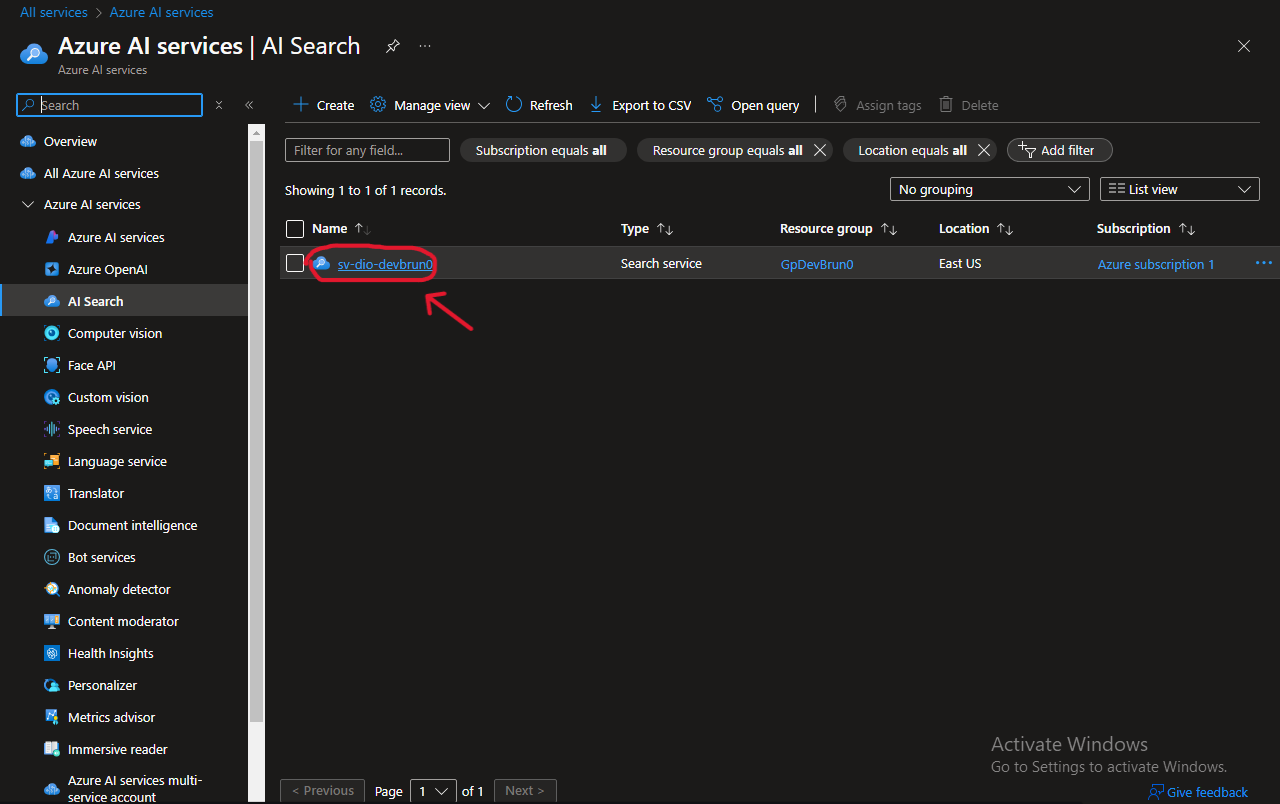 All services > Azure AI services
Azure AI services | AI Search
Azure AI services
Search
Create Manage view Refresh Export to CSV Open query Assign tags Delete
Overview
All Azure AI services
Azure AI services
Azure AI services
Azure OpenAI
AI Search
Computer vision
Face API
Custom vision
Speech service
Language service
Translator
Document intelligence
Bot services
Anomaly detector
Content moderator
Health Insights
Personalizer
Metrics advisor
Immersive reader
Azure AI services multi-
service account
Filter for any field... Subscription equals all Resource group equals all Location equals all Add filter
Showing 1 to 1 of 1 records. No grouping List view
Name Type Resource group Location Subscription
sv-dio-devbrun0 Search service GpDevBrun0 East US Azure subscription 1
Activate Windows
Go to Settings to activate Windows.
< Previous Page 1 of 1 Next >
Give feedback